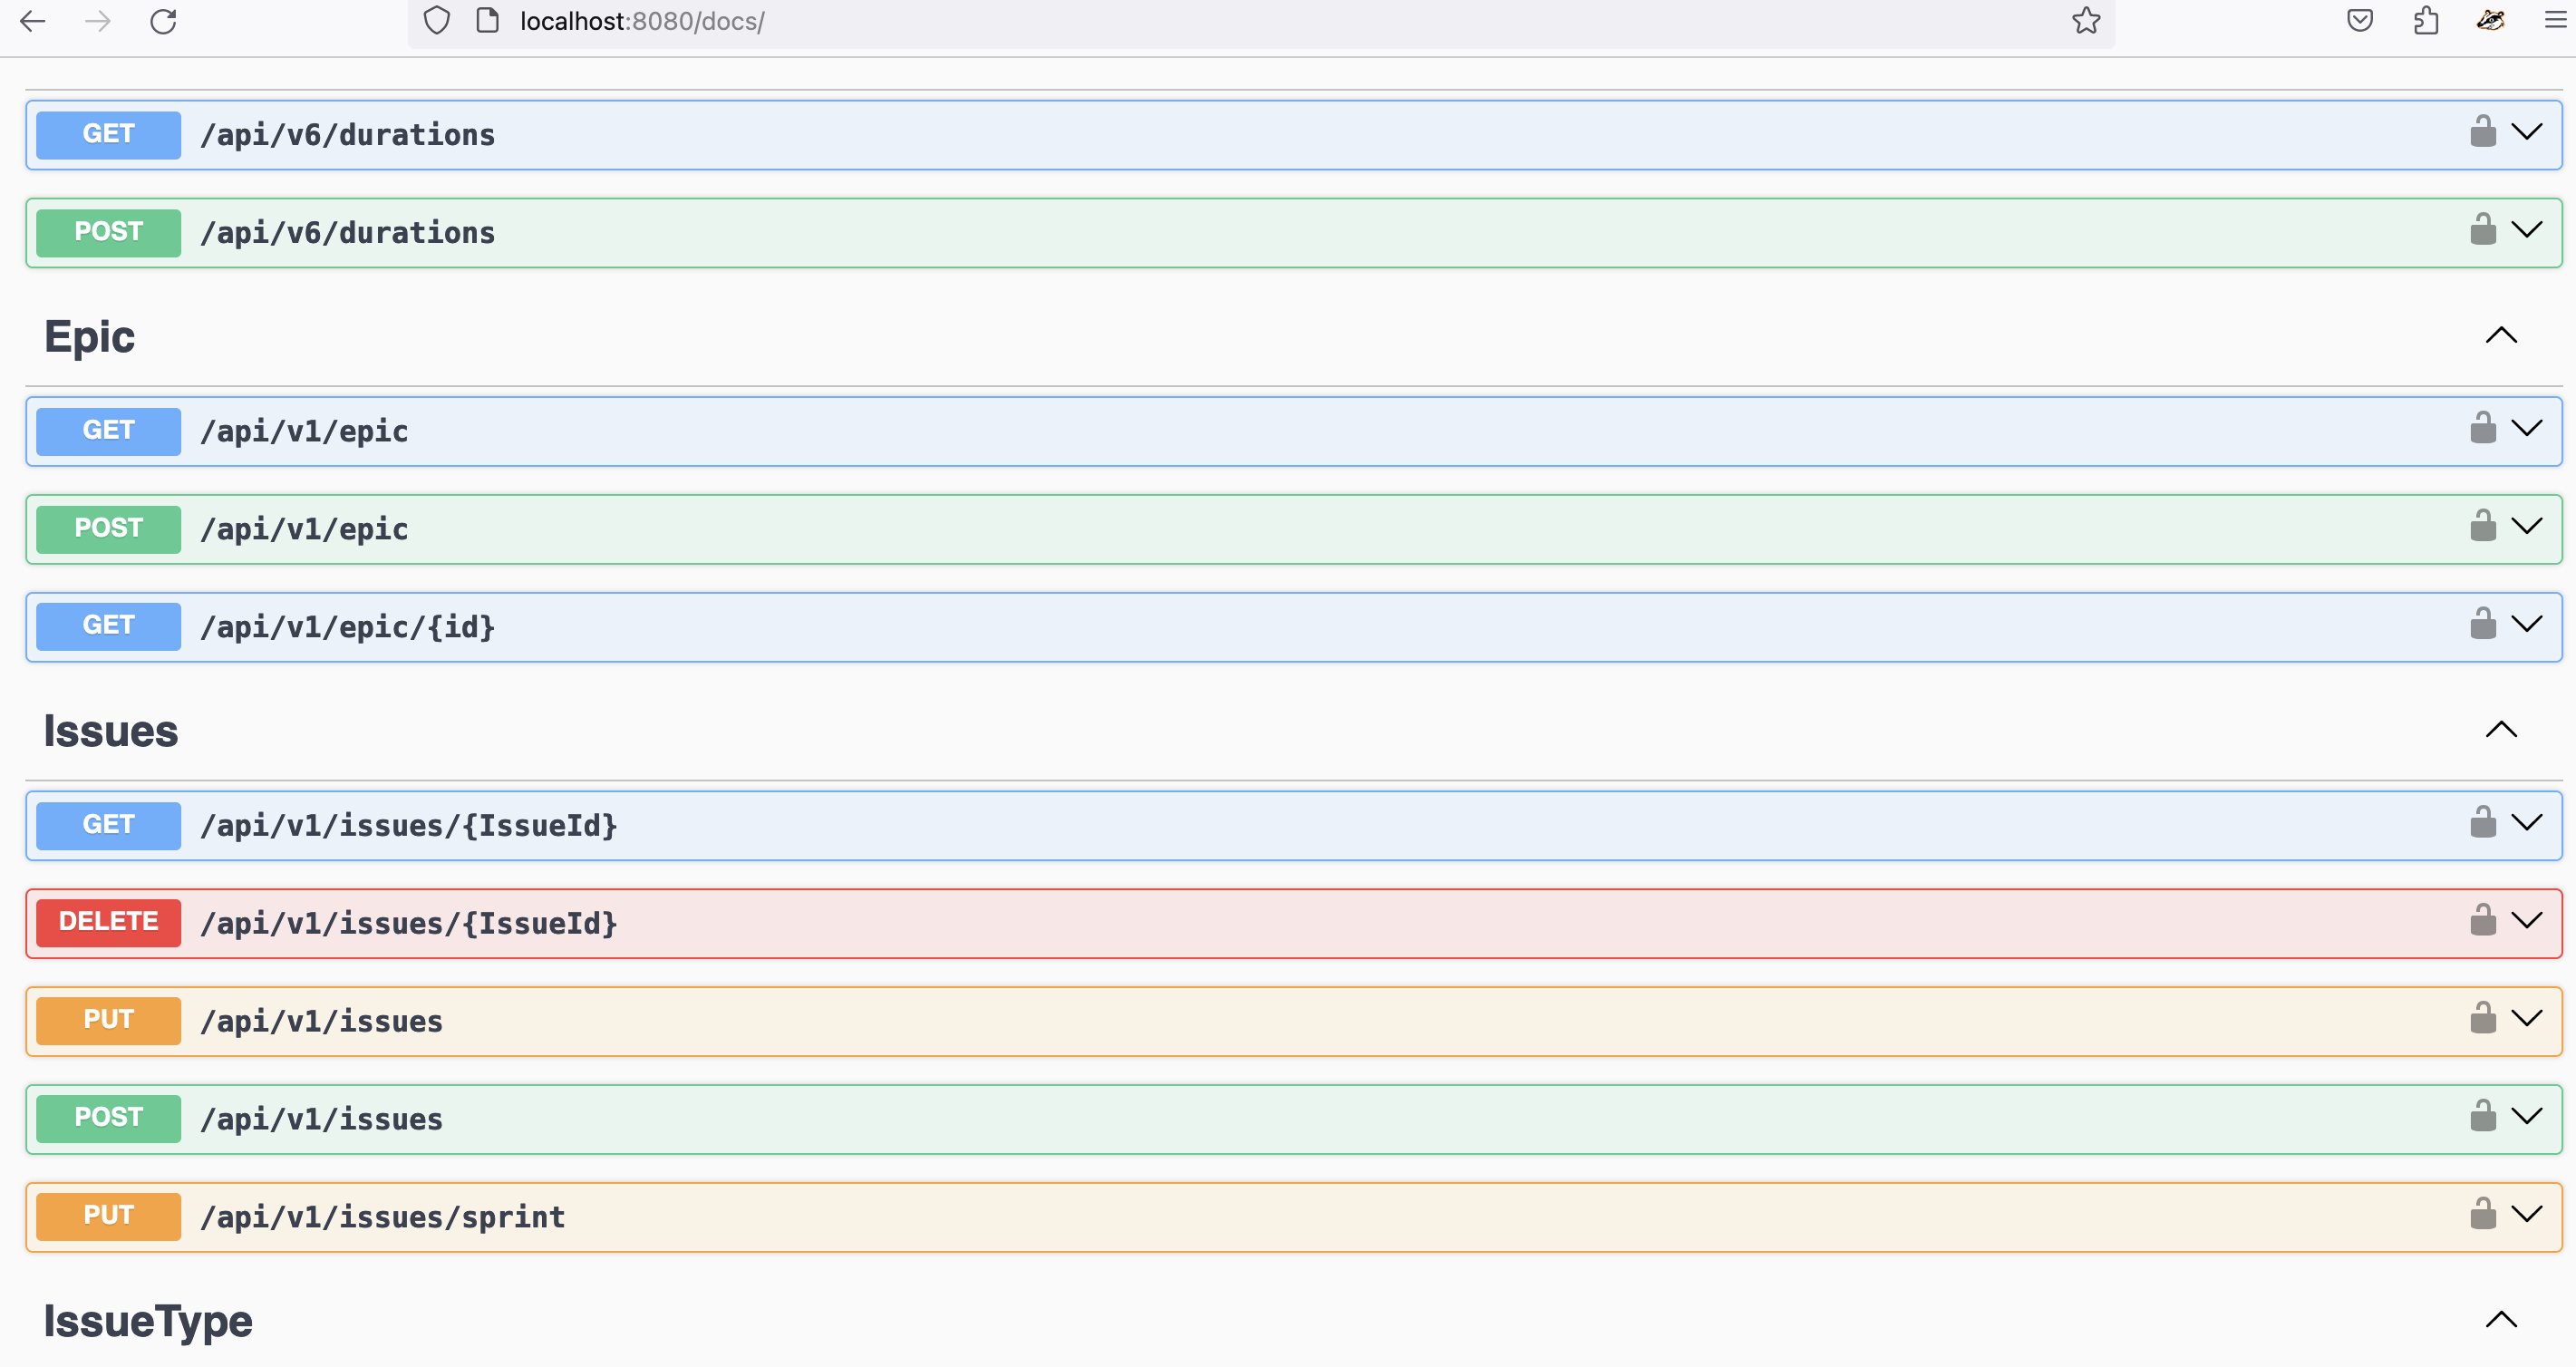 localhost:8080/docs/
GET /api/v6/durations
POST /api/v6/durations
Epic
GET /api/v1/epic
POST /api/v1/epic
GET /api/v1/epic/{id}
Issues
GET /api/v1/issues/{IssueId}
DELETE /api/v1/issues/{IssueId}
PUT /api/v1/issues
POST /api/v1/issues
PUT /api/v1/issues/sprint
IssueType